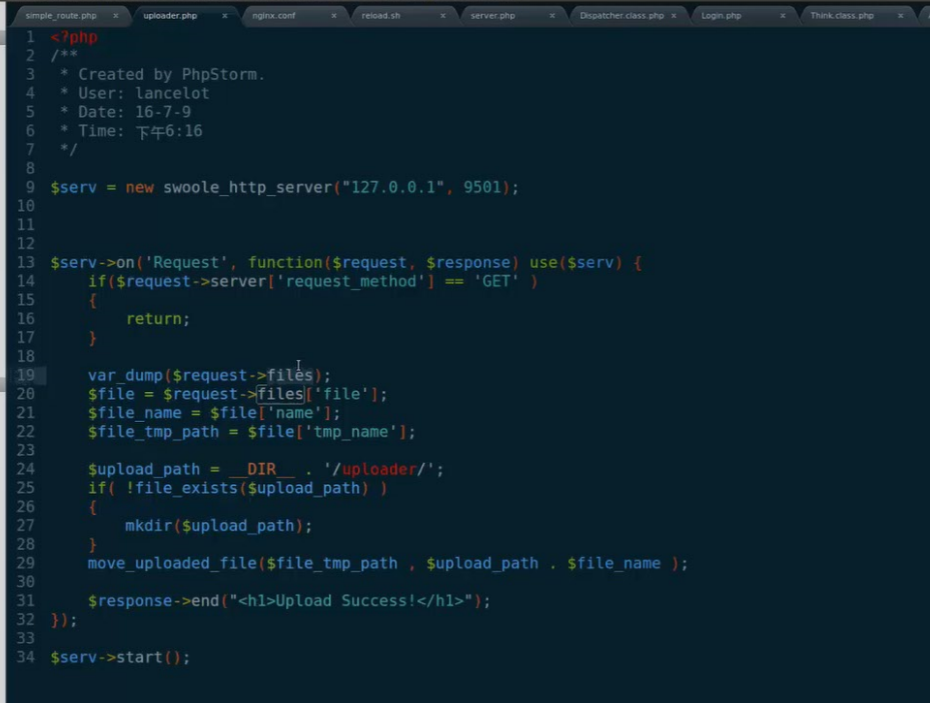 simple_route.php × uploader.php × nginx.conf × reload.sh × server.php × Dispatcher.class.php × Login.php × Think.class.php ×
1 <?php
2 /**
3  * Created by PhpStorm.
4  * User: lancelot
5  * Date: 16-7-9
6  * Time: 下午6:16
7  */
8
9 $serv = new swoole_http_server("127.0.0.1", 9501);
10
11
12
13 $serv->on('Request', function($request, $response) use($serv) {
14     if($request->server['request_method'] == 'GET' )
15     {
16         return;
17     }
18
19     var_dump($request->files);
20     $file = $request->files['file'];
21     $file_name = $file['name'];
22     $file_tmp_path = $file['tmp_name'];
23
24     $upload_path = __DIR__ . '/uploader/';
25     if( !file_exists($upload_path) )
26     {
27         mkdir($upload_path);
28     }
29     move_uploaded_file($file_tmp_path , $upload_path . $file_name );
30
31     $response->end("<h1>Upload Success!</h1>");
32 });
33
34 $serv->start();